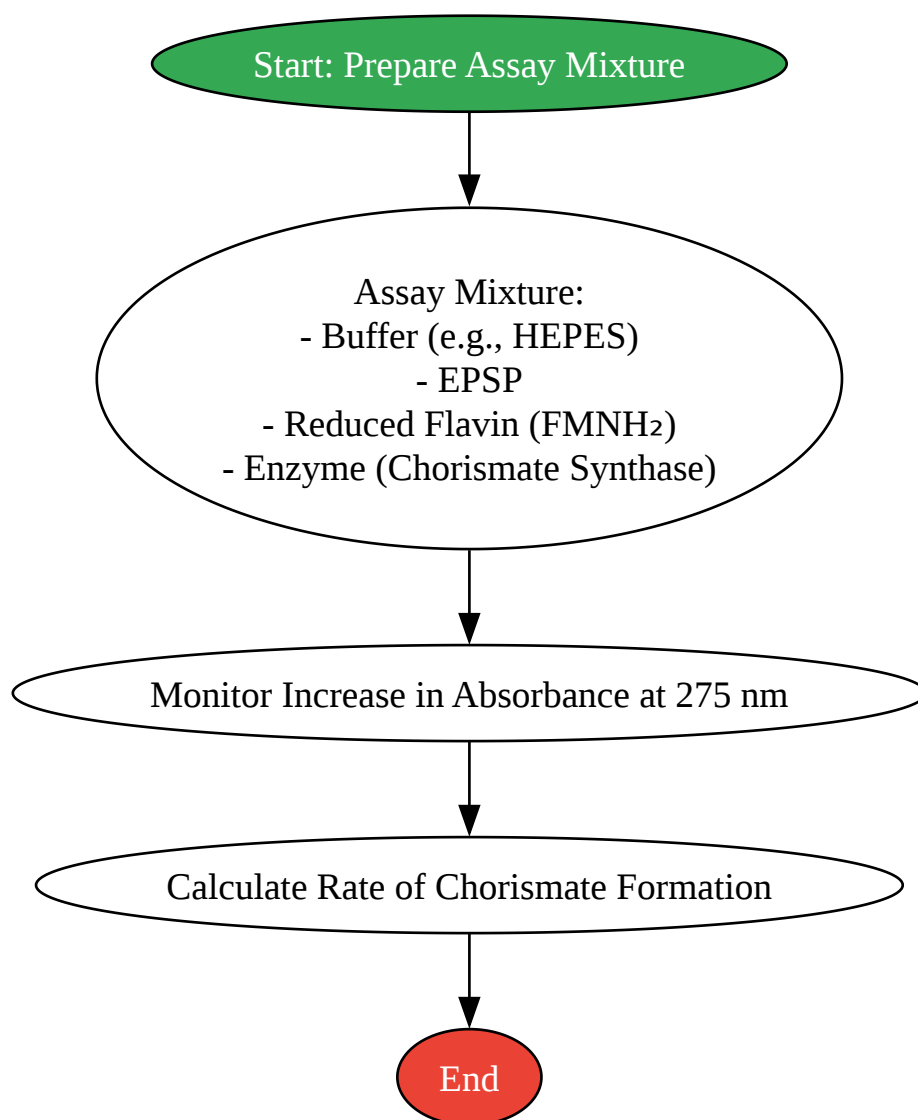 Start: Prepare Assay Mixture
Assay Mixture:
- Buffer (e.g., HEPES)
- EPSP
- Reduced Flavin (FMNH₂)
- Enzyme (Chorismate Synthase)
Monitor Increase in Absorbance at 275 nm
Calculate Rate of Chorismate Formation
End